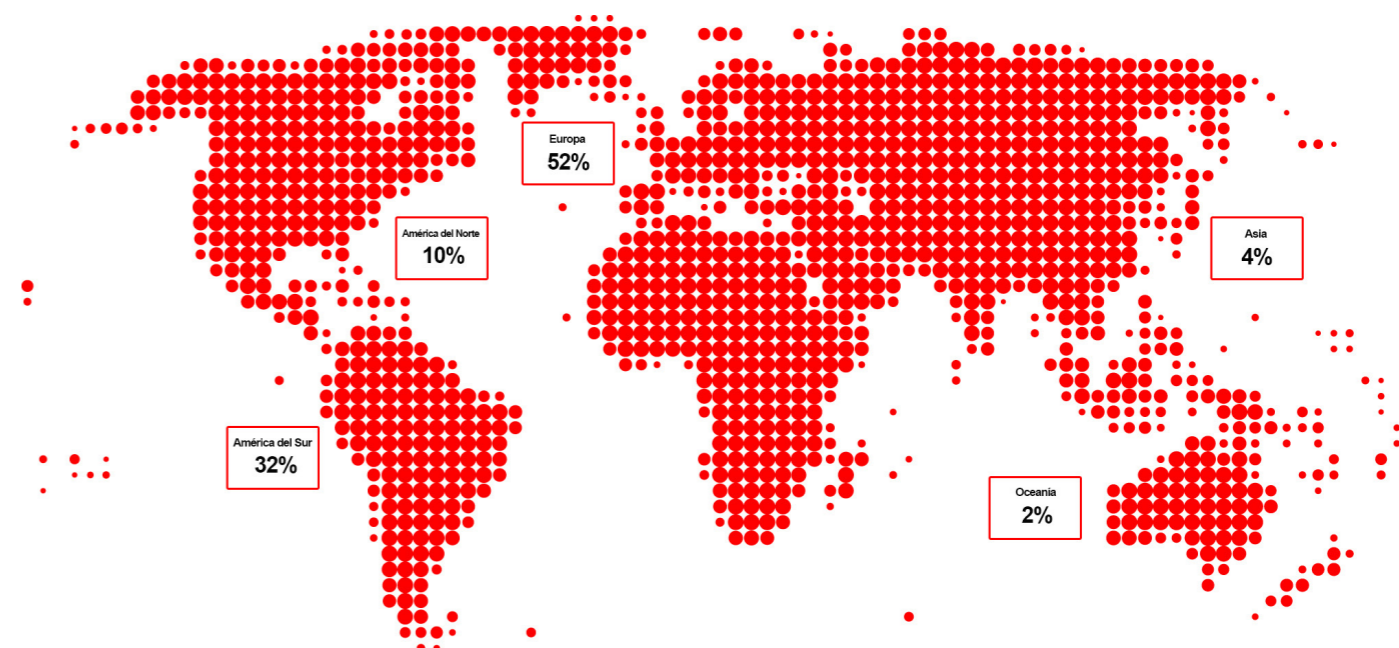 Europa
52%
América del Norte
10%
Asia
4%
América del Sur
32%
Oceania
2%